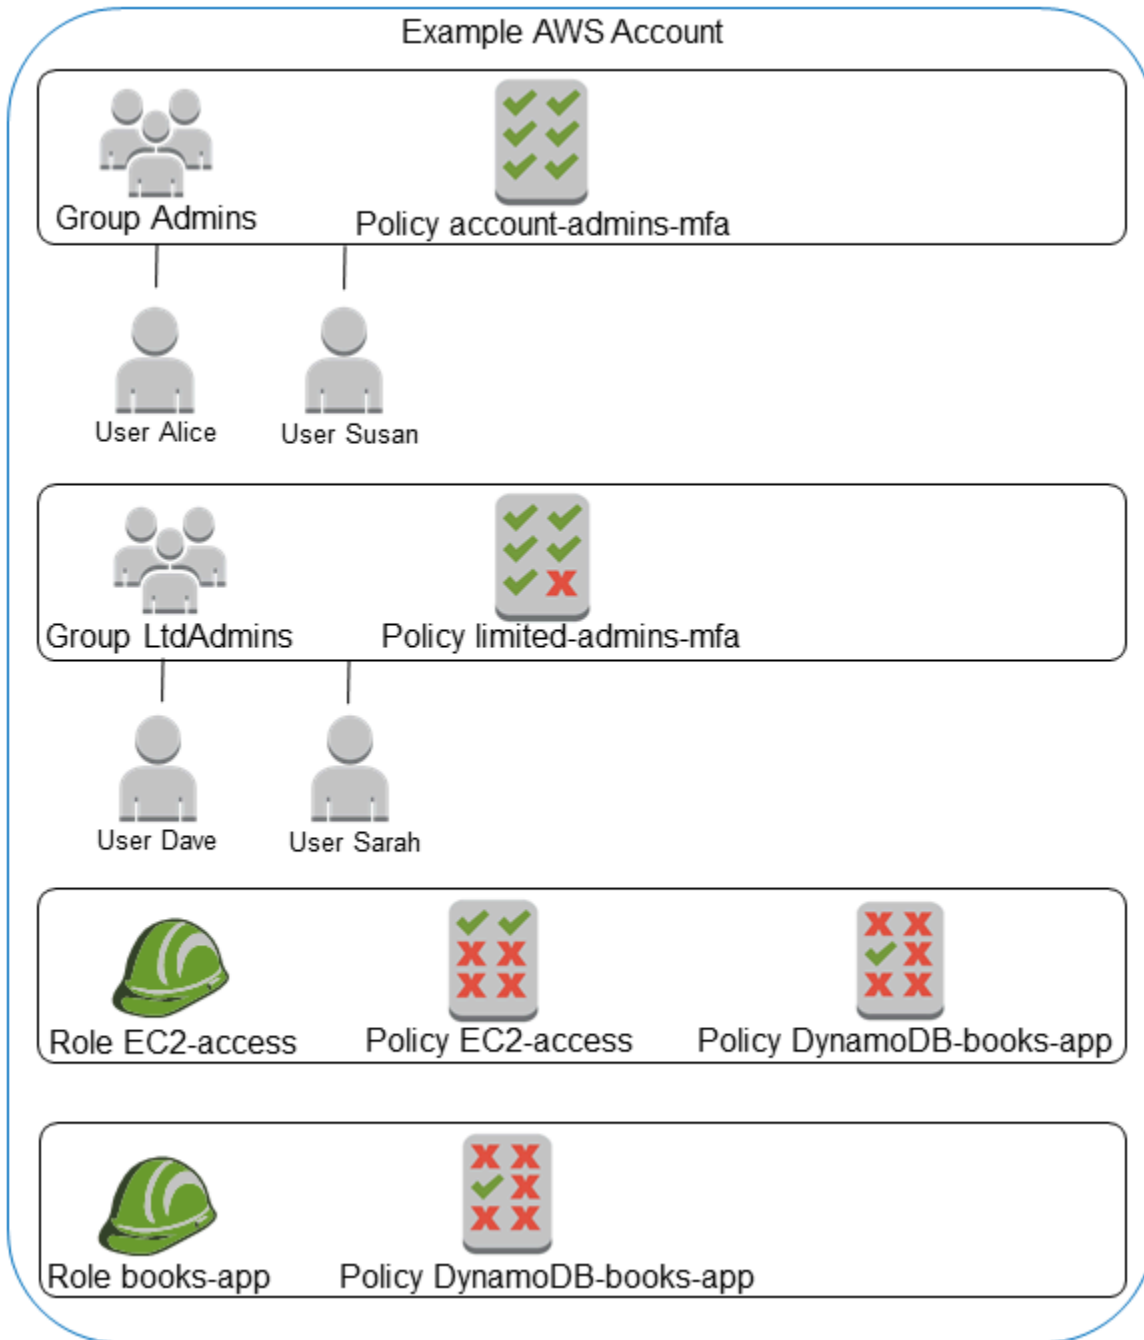 Example AWS Account
Group Admins
Policy account-admins-mfa
User Alice
User Susan
Group LtdAdmins
Policy limited-admins-mfa
User Dave
User Sarah
Role EC2-access
Policy EC2-access
Policy DynamoDB-books-app
Role books-app
Policy DynamoDB-books-app